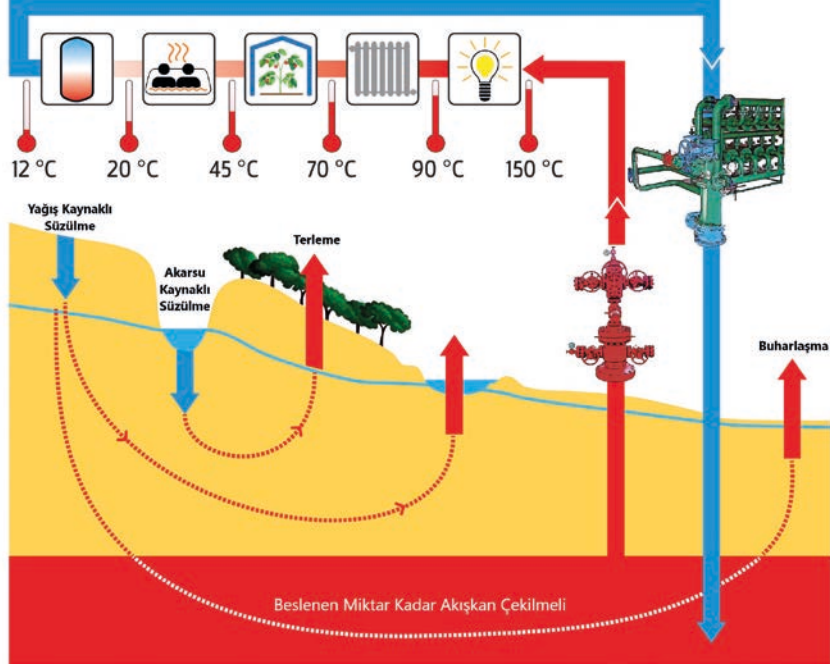 12 °C
20 °C
45 °C
70 °C
90 °C
150 °C
Yağış Kaynaklı
Süzülme
Terleme
Akarsu
Kaynaklı
Süzülme
Buharlaşma
Beslenen Miktar Kadar Akışkan Çekilmeli